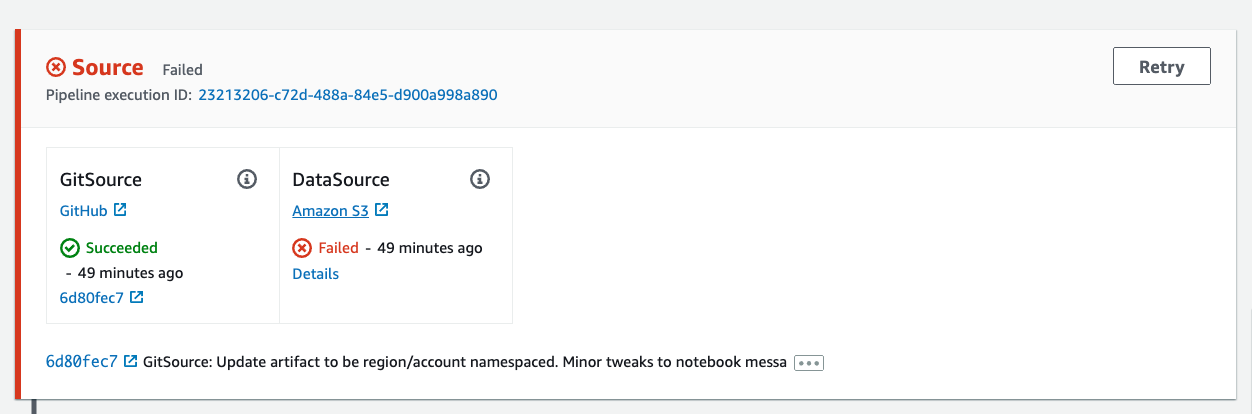 Source Failed
Retry
Pipeline execution ID: 23213206-c72d-488a-84e5-d900a998a890
GitSource
GitHub
Succeeded
- 49 minutes ago
6d80fec7
DataSource
Amazon S3
Failed - 49 minutes ago
Details
6d80fec7 GitSource: Update artifact to be region/account namespaced. Minor tweaks to notebook messa